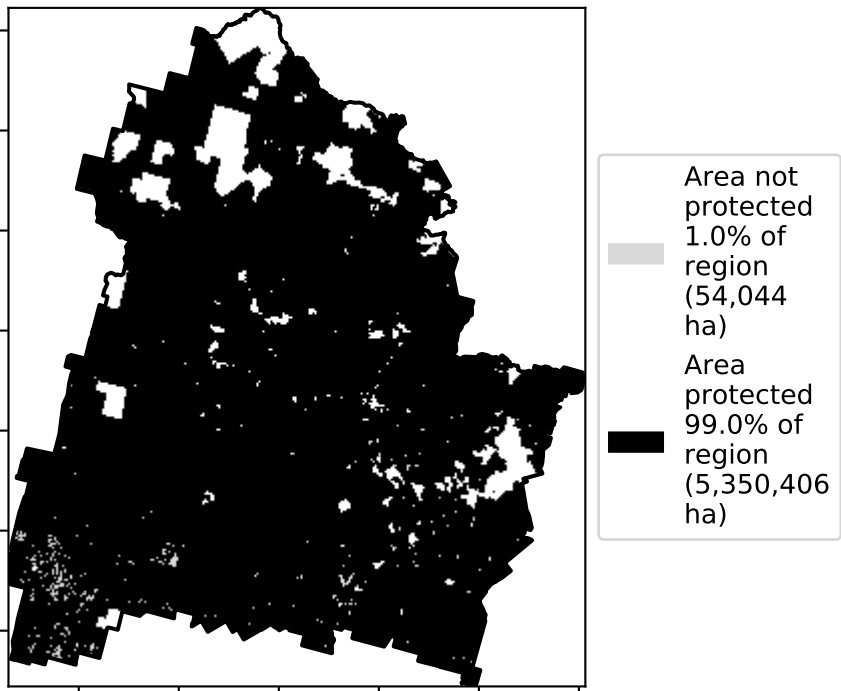 Area not
protected
1.0% of
region
(54,044
ha)
Area
protected
99.0% of
region
(5,350,406
ha)